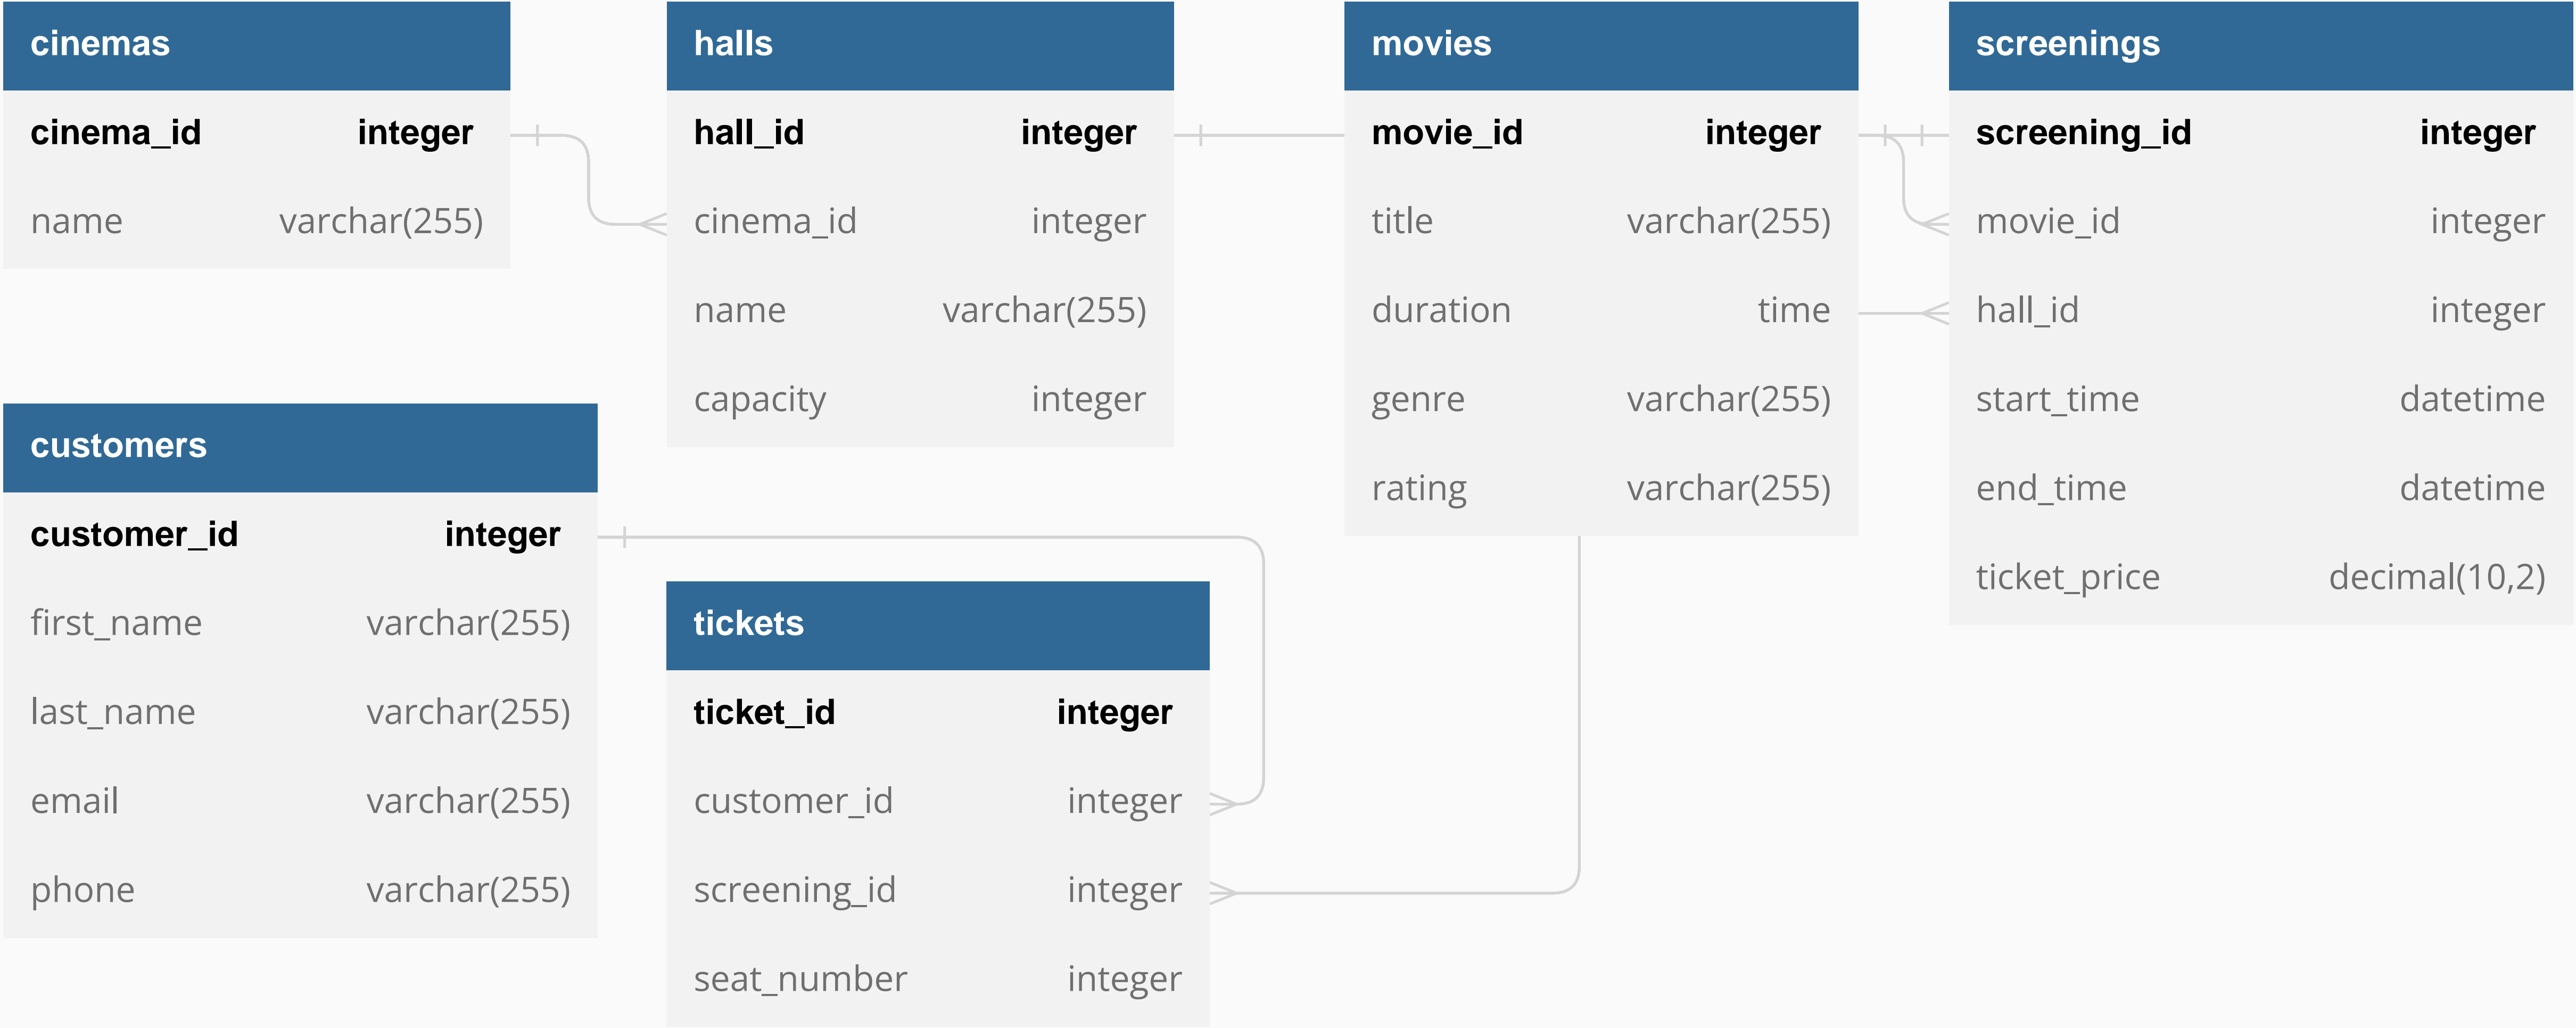 cinemas
cinema_id integer
name varchar(255)
halls
hall_id integer
cinema_id integer
name varchar(255)
capacity integer
movies
movie_id integer
title varchar(255)
duration time
genre varchar(255)
rating varchar(255)
screenings
screening_id integer
movie_id integer
hall_id integer
start_time datetime
end_time datetime
ticket_price decimal(10,2)
customers
customer_id integer
first_name varchar(255)
last_name varchar(255)
email varchar(255)
phone varchar(255)
tickets
ticket_id integer
customer_id integer
screening_id integer
seat_number integer